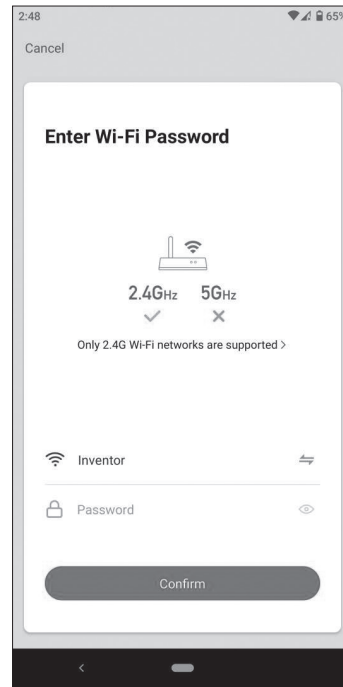 2:48
65%
Cancel
Enter Wi-Fi Password
2.4GHz 5GHz
Only 2.4G Wi-Fi networks are supported >
Inventor
Password
Confirm